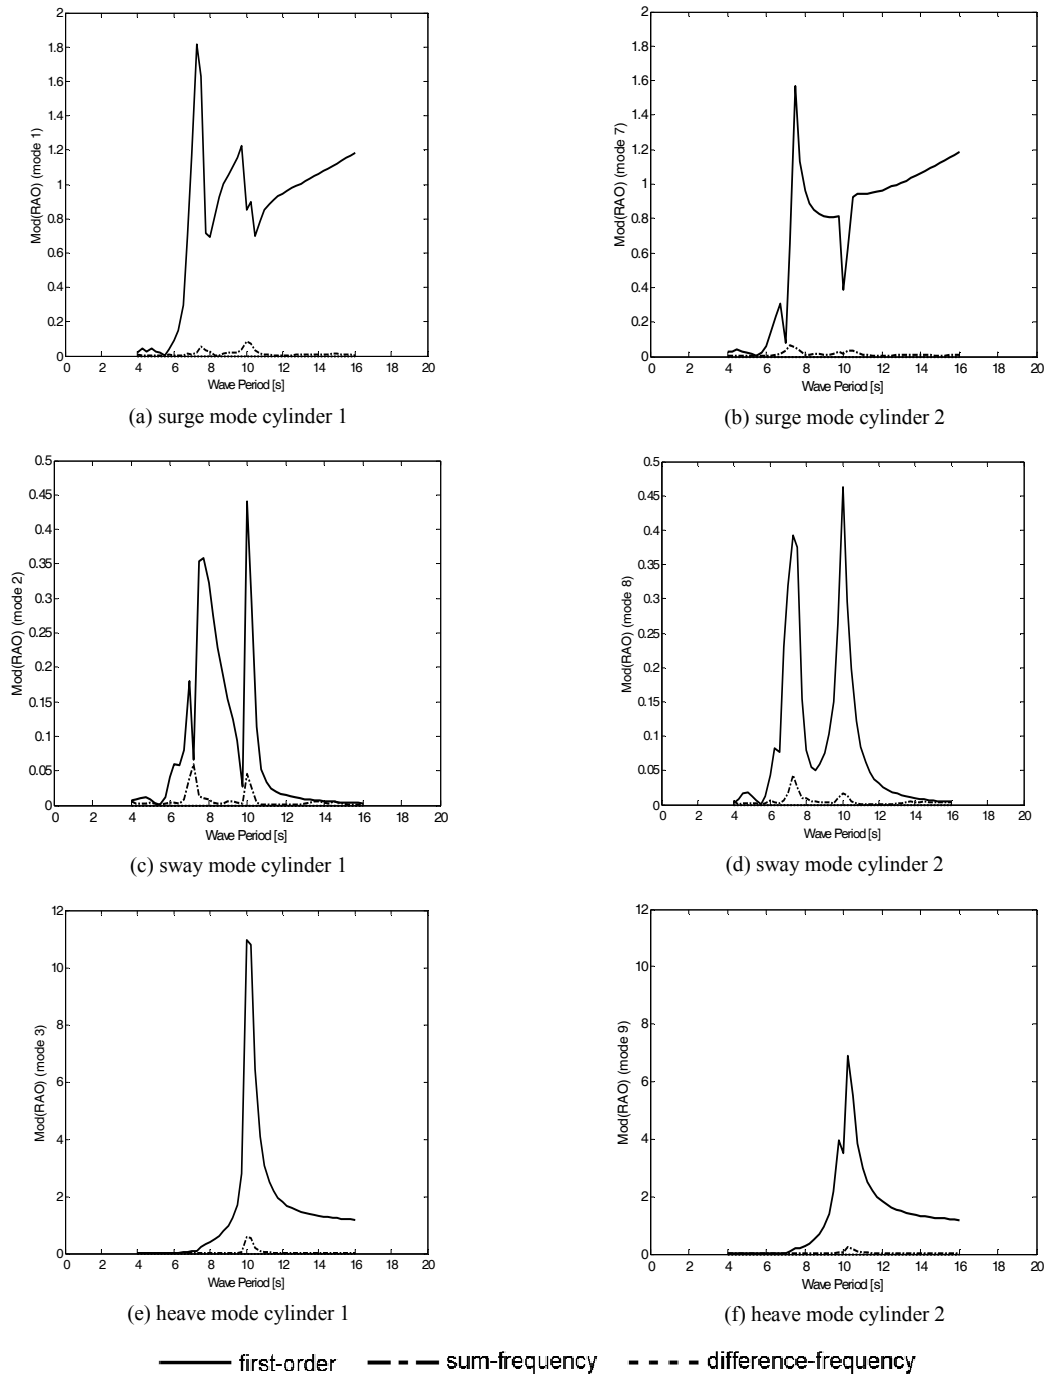 2
1.8
1.6
1.4
1.2
1
0.8
0.6
0.4
0.2
0
0 2 4 6 8 10 12 14 16 18 20
Mod(RAO) (mode 1)
Wave Period [s]
(a) surge mode cylinder 1
2
1.8
1.6
1.4
1.2
1
0.8
0.6
0.4
0.2
0
0 2 4 6 8 10 12 14 16 18 20
Mod(RAO) (mode 7)
Wave Period [s]
(b) surge mode cylinder 2
0.5
0.45
0.4
0.35
0.3
0.25
0.2
0.15
0.1
0.05
0
0 2 4 6 8 10 12 14 16 18 20
Mod(RAO) (mode 2)
Wave Period [s]
(c) sway mode cylinder 1
0.5
0.45
0.4
0.35
0.3
0.25
0.2
0.15
0.1
0.05
0
0 2 4 6 8 10 12 14 16 18 20
Mod(RAO) (mode 8)
Wave Period [s]
(d) sway mode cylinder 2
12
10
8
6
4
2
0
0 2 4 6 8 10 12 14 16 18 20
Mod(RAO) (mode 3)
Wave Period [s]
(e) heave mode cylinder 1
12
10
8
6
4
2
0
0 2 4 6 8 10 12 14 16 18 20
Mod(RAO) (mode 9)
Wave Period [s]
(f) heave mode cylinder 2
first-order sum-frequency difference-frequency